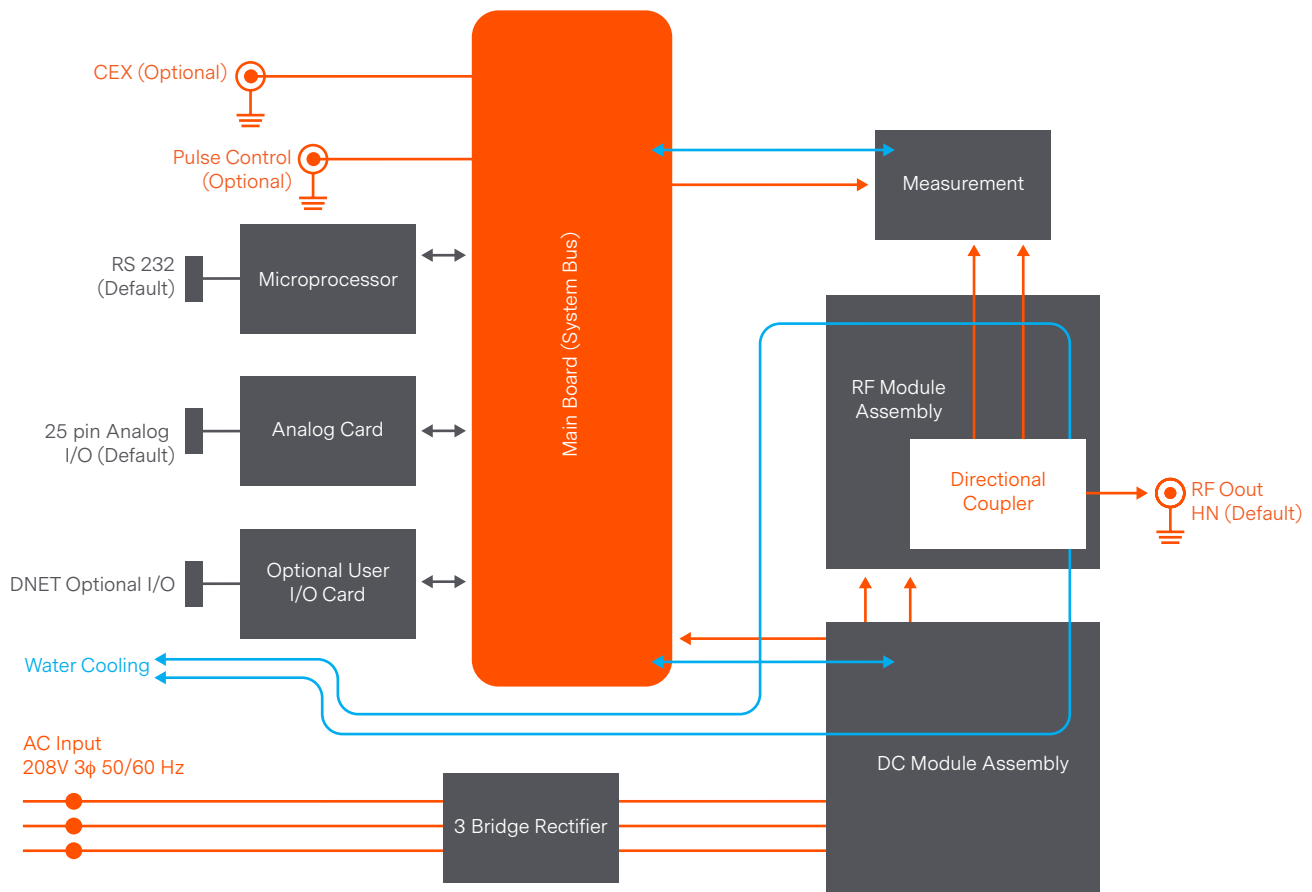 CEX (Optional)
Pulse Control
(Optional)
RS 232
(Default)
Microprocessor
25 pin Analog
I/O (Default)
Analog Card
DNET Optional I/O
Optional User
I/O Card
Water Cooling
AC Input
208V 3ϕ 50/60 Hz
3 Bridge Rectifier
Main Board (System Bus)
Measurement
RF Module
Assembly
Directional
Coupler
RF Oout
HN (Default)
DC Module Assembly